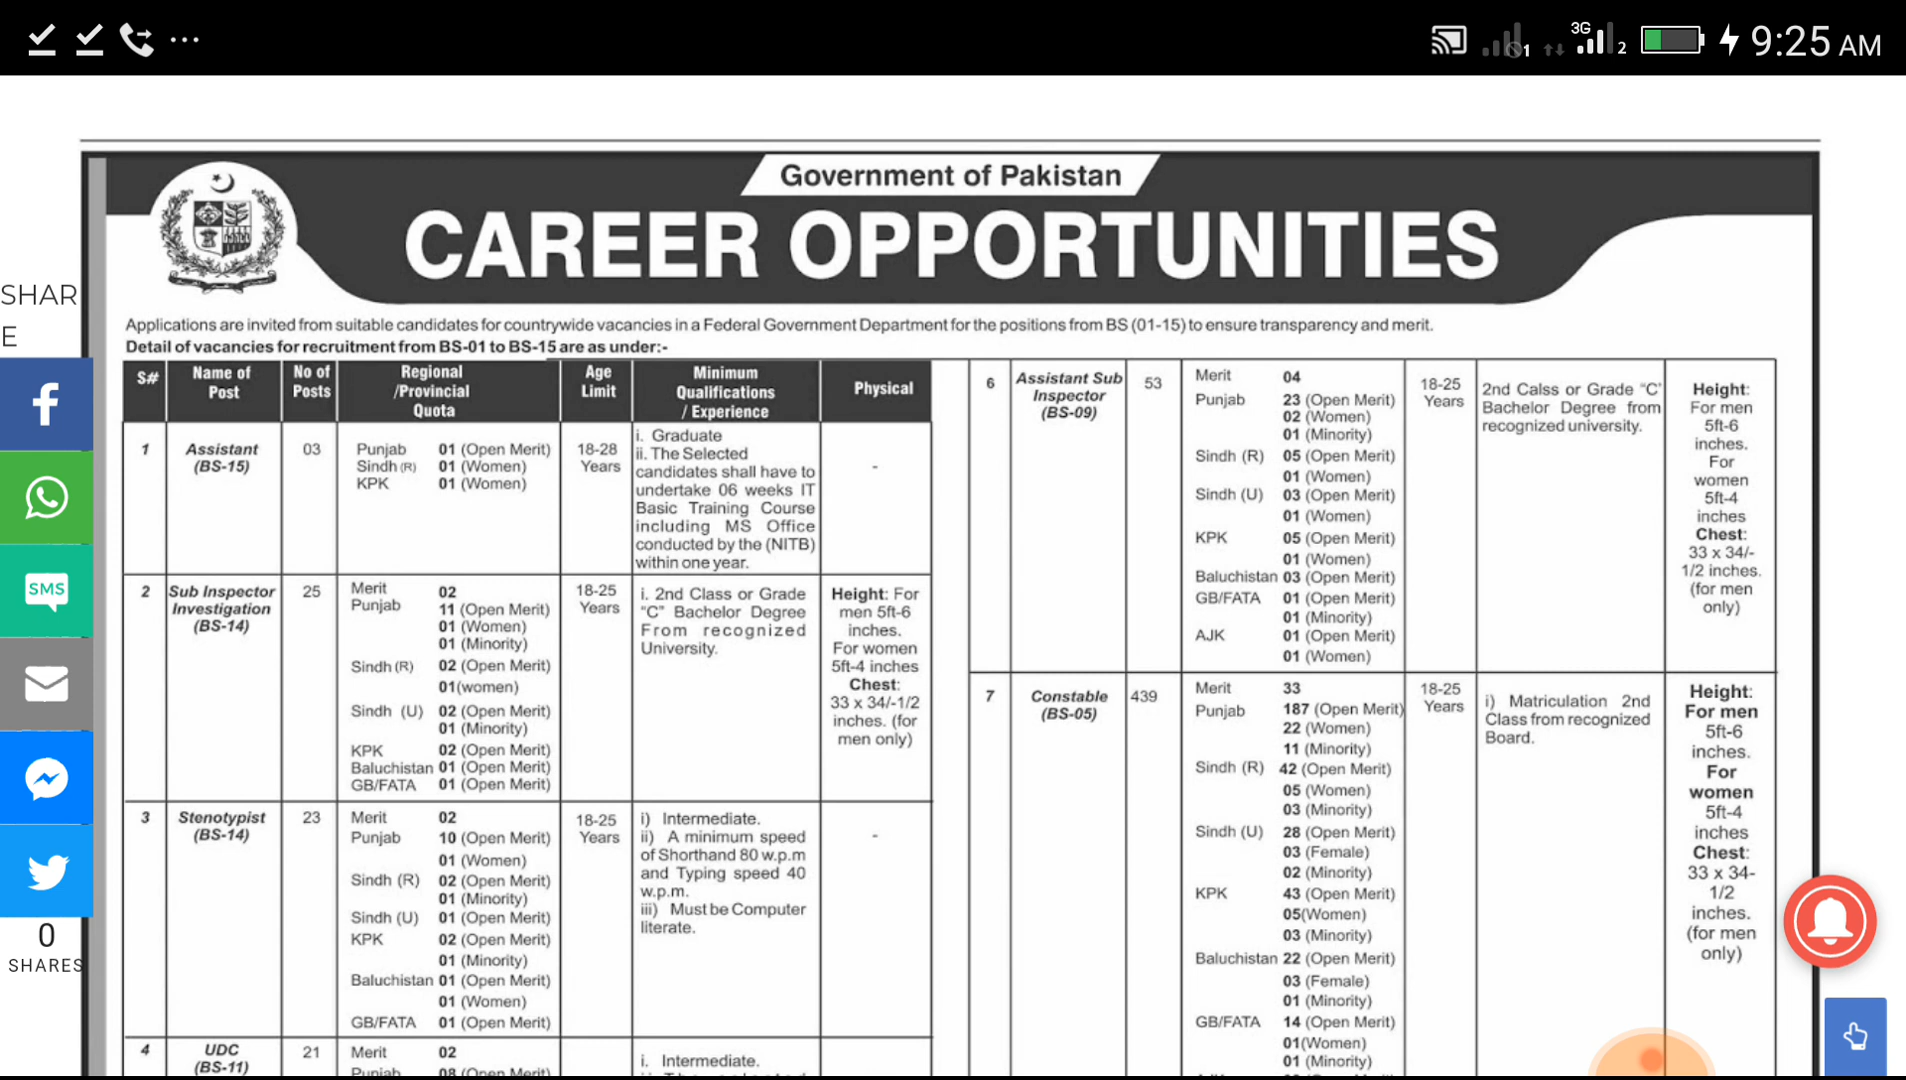 3G
1
2
9:25 AM
Government of Pakistan
CAREER OPPORTUNITIES
Applications are invited from suitable candidates for countrywide vacancies in a Federal Government Department for the positions from BS (01-15) to ensure transparency and merit.
Detail of vacancies for recruitment from BS-01 to BS-15 are as under:-
SHAR
E
SMS
0
SHARES
S# Name of Post No of Posts Regional /Provincial Quota Age Limit Minimum Qualifications / Experience Physical
1 Assistant (BS-15) 03
Punjab 01 (Open Merit)
Sindh (R) 01 (Women)
KPK 01 (Women)
18-28 Years
i. Graduate
ii. The Selected
candidates shall have to
undertake 06 weeks IT
Basic Training Course
including MS Office
conducted by the (NITB)
within one year.
-
2 Sub Inspector Investigation (BS-14) 25
Merit 02
Punjab 11 (Open Merit)
01 (Women)
01 (Minority)
Sindh (R) 02 (Open Merit)
01(women)
Sindh (U) 02 (Open Merit)
01 (Minority)
KPK 02 (Open Merit)
Baluchistan 01 (Open Merit)
GB/FATA 01 (Open Merit)
18-25 Years
i. 2nd Class or Grade
“C” Bachelor Degree
From recognized
University.
Height: For
men 5ft-6
inches.
For women
5ft-4 inches
Chest:
33 x 34/-1/2
inches. (for
men only)
3 Stenotypist (BS-14) 23
Merit 02
Punjab 10 (Open Merit)
01 (Women)
Sindh (R) 02 (Open Merit)
01 (Minority)
Sindh (U) 01 (Open Merit)
KPK 02 (Open Merit)
01 (Minority)
Baluchistan 01 (Open Merit)
01 (Women)
GB/FATA 01 (Open Merit)
18-25 Years
i) Intermediate.
ii) A minimum speed
of Shorthand 80 w.p.m
and Typing speed 40
w.p.m.
iii) Must be Computer
literate.
-
4 UDC (BS-11) 21
Merit 02
Punjab 08 (Open Merit)
i. Intermediate.
6 Assistant Sub Inspector (BS-09) 53
Merit 04
Punjab 23 (Open Merit)
02 (Women)
01 (Minority)
Sindh (R) 05 (Open Merit)
01 (Women)
Sindh (U) 03 (Open Merit)
01 (Women)
KPK 05 (Open Merit)
01 (Women)
Baluchistan 03 (Open Merit)
GB/FATA 01 (Open Merit)
01 (Minority)
AJK 01 (Open Merit)
01 (Women)
18-25 Years
2nd Calss or Grade “C”
Bachelor Degree from
recognized university.
Height:
For men
5ft-6
inches.
For
women
5ft-4
inches
Chest:
33 x 34/-
1/2 inches.
(for men
only)
7 Constable (BS-05) 439
Merit 33
Punjab 187 (Open Merit)
22 (Women)
11 (Minority)
Sindh (R) 42 (Open Merit)
05 (Women)
03 (Minority)
Sindh (U) 28 (Open Merit)
03 (Female)
02 (Minority)
KPK 43 (Open Merit)
05(Women)
03 (Minority)
Baluchistan 22 (Open Merit)
03 (Female)
01 (Minority)
GB/FATA 14 (Open Merit)
01(Women)
01 (Minority)
18-25 Years
i) Matriculation 2nd
Class from recognized
Board.
Height:
For men
5ft-6
inches.
For
women
5ft-4
inches
Chest:
33 x 34-
1/2
inches.
(for men
only)